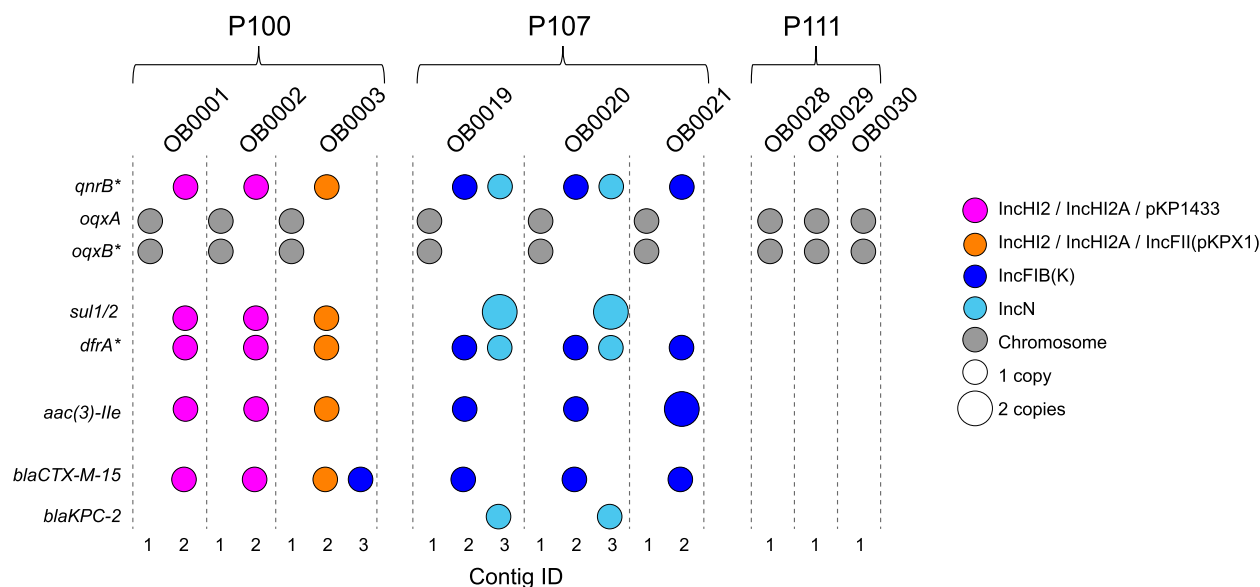 P100 P107 P111
OB0001 OB0002 OB0003 OB0019 OB0020 OB0021 OB0028 OB0029 OB0030
qnrB*
oqxA
oqxB*
sul1/2
dfrA*
aac(3)-IIe
blaCTX-M-15
blaKPC-2
1 2 1 2 1 2 3 1 2 3 1 2 3 1 2 1 1 1
Contig ID
IncHI2 / IncHI2A / pKP1433
IncHI2 / IncHI2A / IncFII(pKPX1)
IncFIB(K)
IncN
Chromosome
1 copy
2 copies